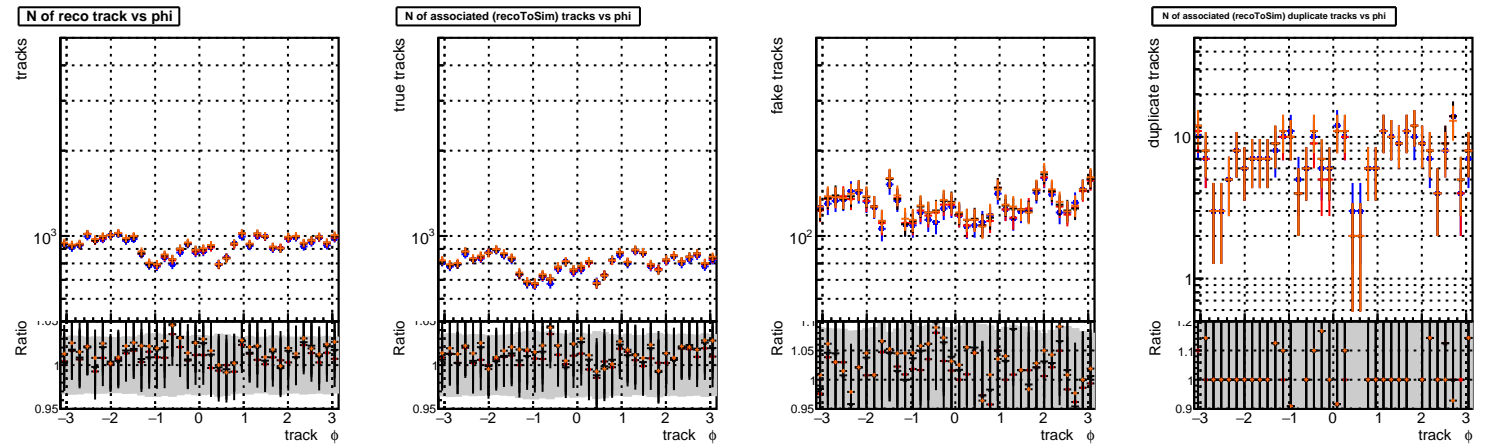 N of reco track vs phi
tracks
10³
Ratio
1.05
1
0.95
−3 −2 −1 0 1 2 3
track ϕ
N of associated (recoToSim) tracks vs phi
true tracks
10³
Ratio
1.05
1
0.95
−3 −2 −1 0 1 2 3
track ϕ
fake tracks
10²
Ratio
1.1
1.05
1
0.95
−3 −2 −1 0 1 2 3
track ϕ
N of associated (recoToSim) duplicate tracks vs phi
duplicate tracks
10
1
Ratio
1.2
1.1
1
0.9
−3 −2 −1 0 1 2 3
track ϕ